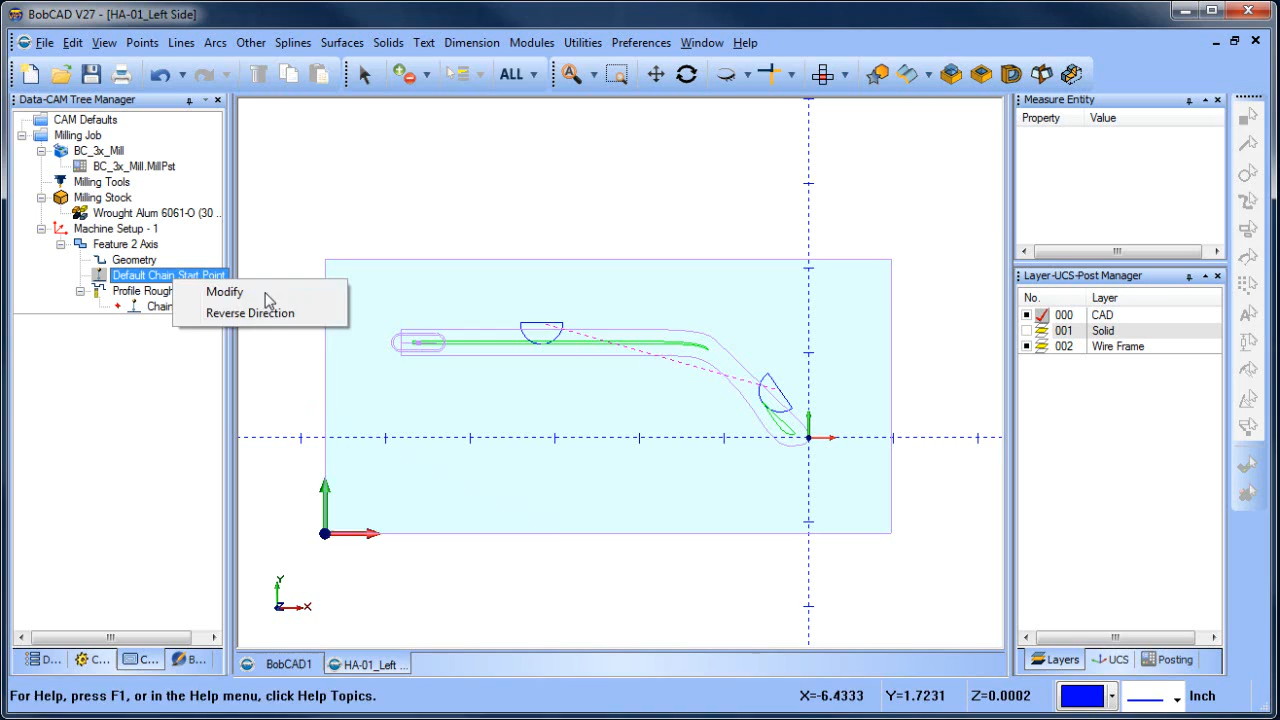 BobCAD V27 - [HA-01_Left Side]
File Edit View Points Lines Arcs Other Splines Surfaces Solids Text Dimension Modules Utilities Preferences Window Help
ALL
Data-CAM Tree Manager
CAM Defaults
Milling Job
BC_3x_Mill
BC_3x_Mill.MillPst
Milling Tools
Milling Stock
Wrought Alum 6061-O (30 ..
Machine Setup - 1
Feature 2 Axis
Geometry
Default Chain Start Point
Profile Rough
Chain
Modify
Reverse Direction
D... C... C... B...
Y
Z X
BobCAD1 HA-01_Left ...
Measure Entity
Property Value
Layer-UCS-Post Manager
No. Layer
000 CAD
001 Solid
002 Wire Frame
Layers UCS Posting
For Help, press F1, or in the Help menu, click Help Topics. X=-6.4333 Y=1.7231 Z=0.0002 Inch